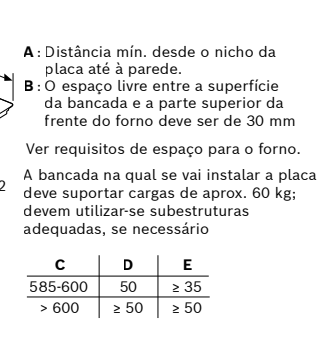 A : Distância mín. desde o nicho da
placa até à parede.
B : O espaço livre entre a superfície
da bancada e a parte superior da
frente do forno deve ser de 30 mm
Ver requisitos de espaço para o forno.
2
A bancada na qual se vai instalar a placa
deve suportar cargas de aprox. 60 kg;
devem utilizar-se subestruturas
adequadas, se necessário
C D E
585-600 50 ≥ 35
> 600 ≥ 50 ≥ 50